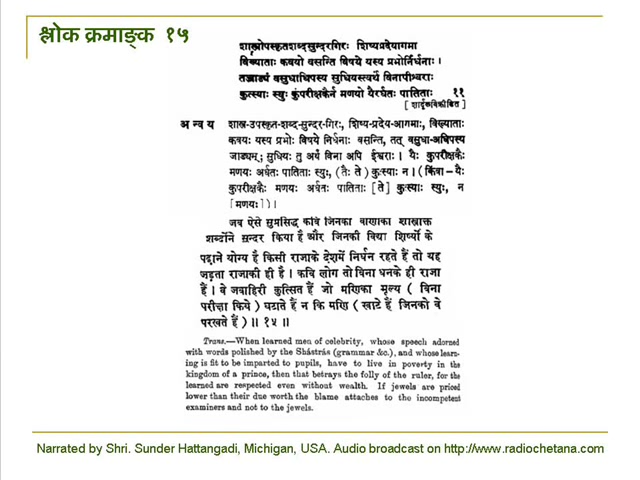 श्लोक क्रमाङ्क १५
शास्त्रोपस्कृतशब्दसुन्दरगिरः शिष्यप्रदेयागमा
विख्याताः कवयो वसन्ति विषये यस्य प्रभोर्निर्धनाः ।
तज्जाड्यं वसुधाधिपस्य सुधियस्त्वर्थं विनापीश्वराः
कुत्स्याः स्युः कुपरीक्षकैर्न मणयो यैरर्घतः पातिताः ११
[ शार्दूलविक्रीडित ]
अन्वय शास्त्र-उपस्कृत-शब्द-सुन्दर-गिरः, शिष्य-प्रदेय-आगमाः, विख्याताः
कवयः यस्य प्रभोः विषये निर्धनाः वसन्ति, तत् वसुधा-अधिपस्य
जाड्यम्; सुधियः तु अर्थं विना अपि ईश्वराः। यैः कुपरीक्षकैः
मणयः अर्घतः पातिताः स्युः, (तैः ते) कुत्स्याः न । (किंवा – यैः
कुपरीक्षकैः मणयः अर्घतः पातिताः [ते] कुत्स्याः स्युः, न
[मणयः])।
जब ऐसे सुप्रसिद्ध कवि जिनका वाणीका शास्त्रोक्त
शब्दोंने सुन्दर किया है और जिनकी विद्या शिष्यों के
पढ़ाने योग्य है किसी राजाके देशमें निर्धन रहते हैं तो यह
जड़ता राजाकी ही है । कवि लोग तो बिना धनके ही राजा
हैं । वे जवाहिरी कुत्सित हैं जो मणिका मूल्य ( बिना
परीक्षा किये ) घटाते हैं न कि मणि ( खोटे हैं जिनको वे
परखते हैं ) ॥ १५ ॥
Trans.—When learned men of celebrity, whose speech adorned
with words polished by the Shástrás (grammar &c.), and whose learn-
ing is fit to be imparted to pupils, have to live in poverty in the
kingdom of a prince, then that betrays the folly of the ruler, for the
learned are respected even without wealth. If jewels are priced
lower than their due worth the blame attaches to the incompetent
examiners and not to the jewels.
Narrated by Shri. Sunder Hattangadi, Michigan, USA. Audio broadcast on http://www.radiochetana.com